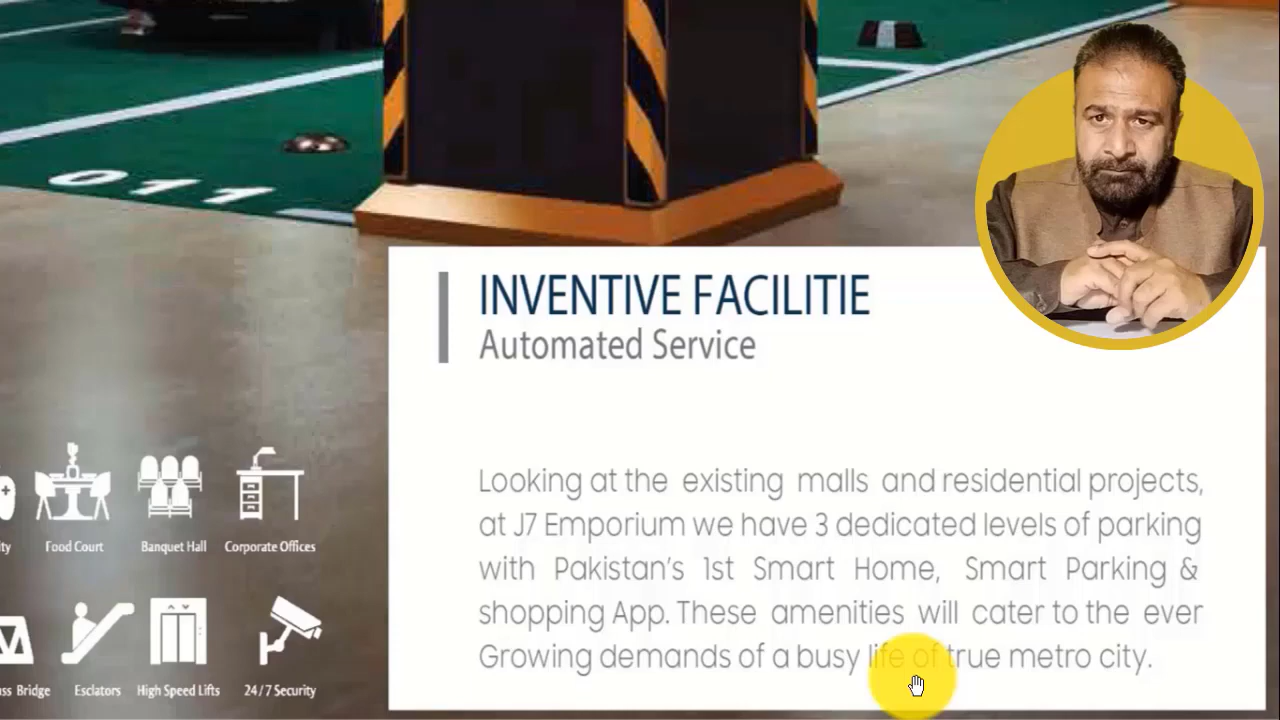 011
INVENTIVE FACILITIE
Automated Service
Looking at the existing malls and residential projects,
at J7 Emporium we have 3 dedicated levels of parking
with Pakistan's 1st Smart Home, Smart Parking &
shopping App. These amenities will cater to the ever
Growing demands of a busy life of true metro city.
Food Court
Banquet Hall
Corporate Offices
Bridge
Esclators
High Speed Lifts
24/7 Security